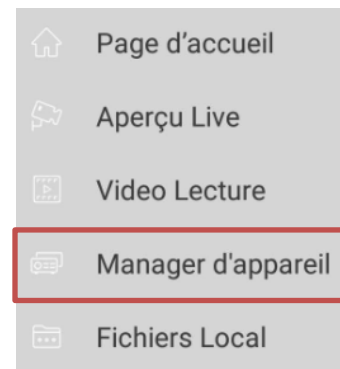 Page d’accueil
Aperçu Live
Video Lecture
Manager d'appareil
Fichiers Local